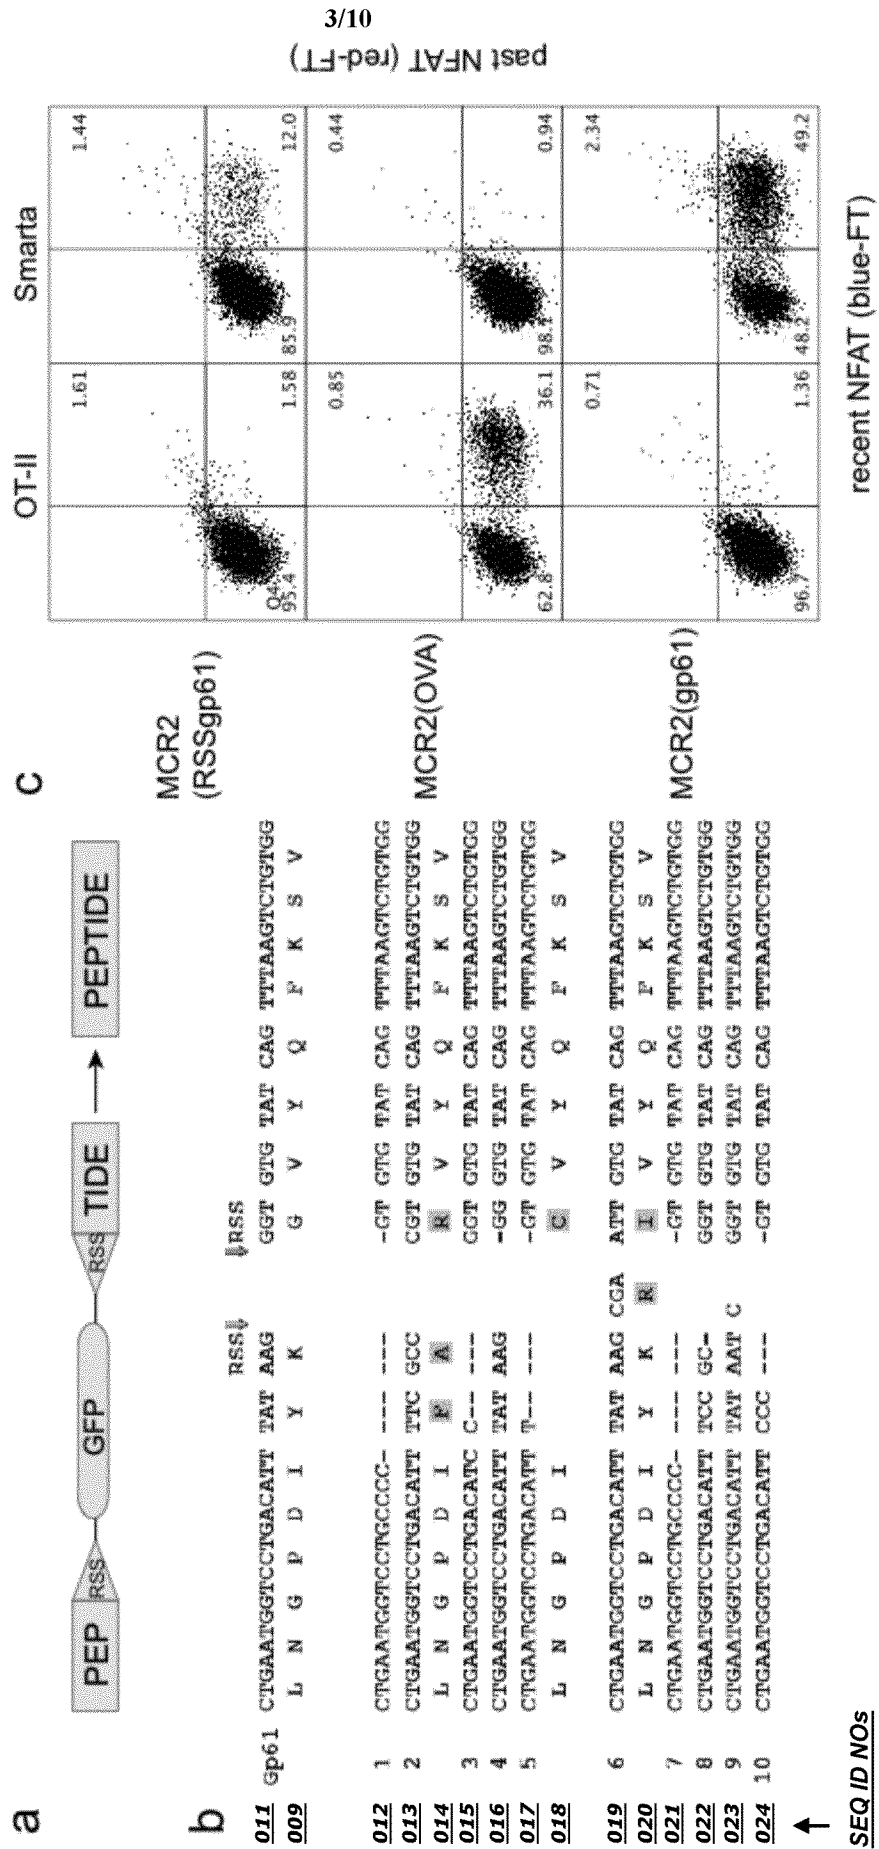 3/10
a
PEP
RSS
GFP
RSS
TIDE
PEPTIDE
b
RSS⇓ ⇓RSS
011 Gp61 CTGAATGGTCCTGACATT TAT AAG GGT GTG TAT CAG TTTAAGTCTGTGG
009 L N G P D I Y K G V Y Q F K S V
012 1 CTGAATGGTCCTGCCCC- --- --- -GT GTG TAT CAG TTTAAGTCTGTGG
013 2 CTGAATGGTCCTGACATT TTC GCC CGT GTG TAT CAG TTTAAGTCTGTGG
014 L N G P D I F A R V Y Q F K S V
015 3 CTGAATGGTCCTGACATC C-- --- GGT GTG TAT CAG TTTAAGTCTGTGG
016 4 CTGAATGGTCCTGACATT TAT AAG -GG GTG TAT CAG TTTAAGTCTGTGG
017 5 CTGAATGGTCCTGACATT T-- --- -GT GTG TAT CAG TTTAAGTCTGTGG
018 L N G P D I C V Y Q F K S V
019 6 CTGAATGGTCCTGACATT TAT AAG CGA ATT GTG TAT CAG TTTAAGTCTGTGG
020 L N G P D I Y K R I V Y Q F K S V
021 7 CTGAATGGTCCTGCCCC- --- --- -GT GTG TAT CAG TTTAAGTCTGTGG
022 8 CTGAATGGTCCTGACATT TCC GC- GGT GTG TAT CAG TTTAAGTCTGTGG
023 9 CTGAATGGTCCTGACATT TAT AAT C GGT GTG TAT CAG TTTAAGTCTGTGG
024 10 CTGAATGGTCCTGACATT CCC --- -GT GTG TAT CAG TTTAAGTCTGTGG
↑
SEQ ID NOs
c
OT-II Smarta
MCR2
(RSSgp61)
1.61 1.44
Q4
95.4 1.58 85.9 12.0
MCR2(OVA)
0.85 0.44
62.8 36.1 98.1 0.94
MCR2(gp61)
0.71 2.34
96.7 1.36 48.2 49.2
recent NFAT (blue-FT)
past NFAT (red-FT)